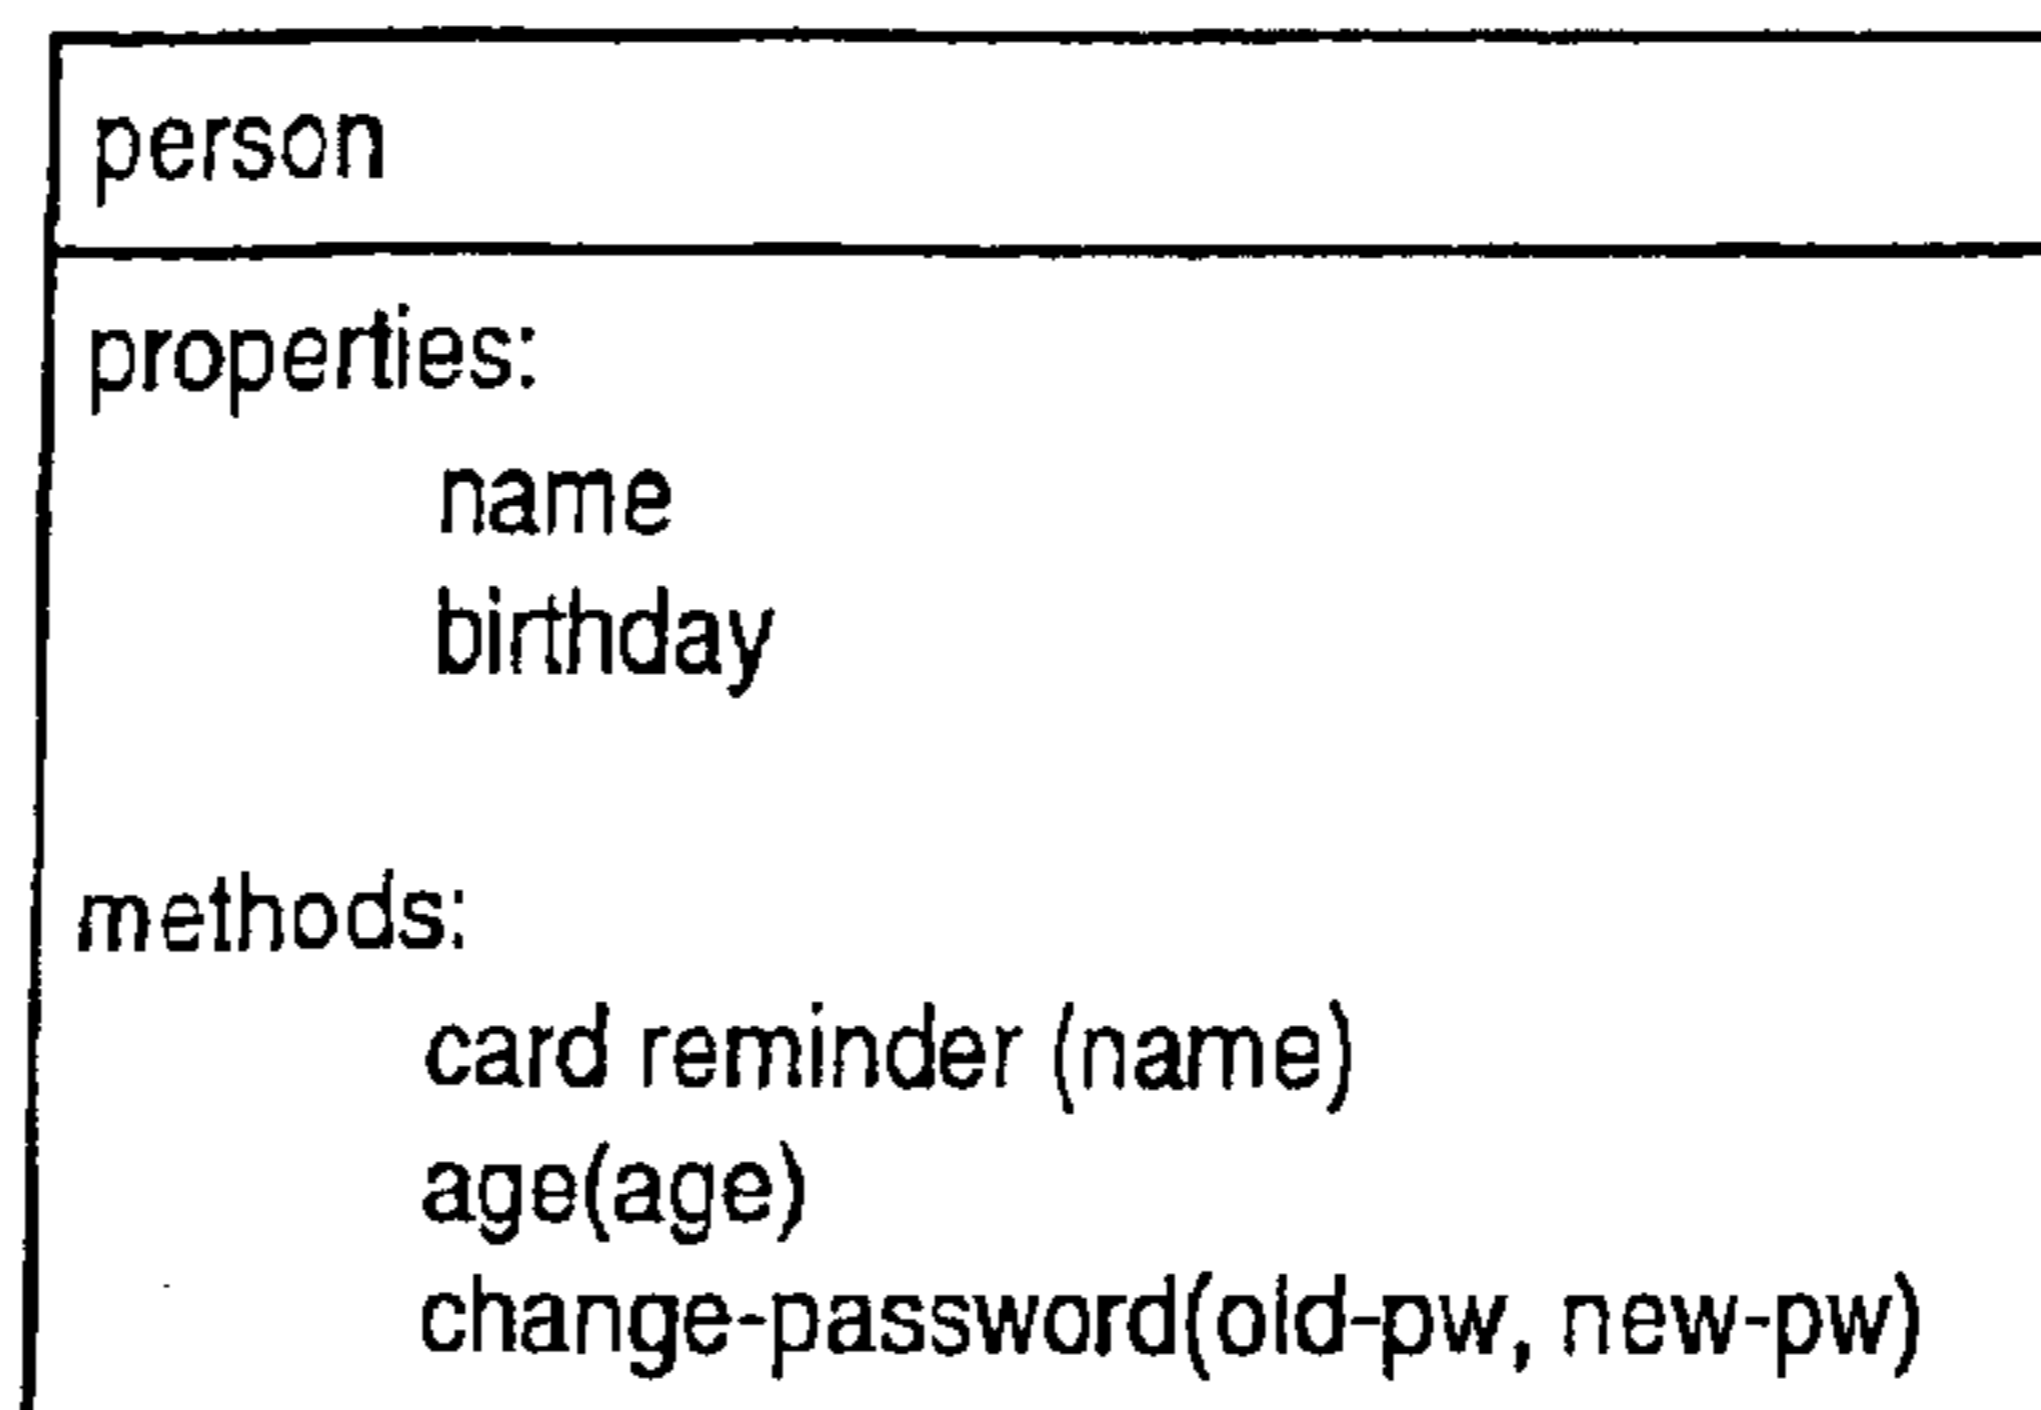 person
properties:
name
birthday
methods:
card reminder (name)
age(age)
change-password(old-pw, new-pw)